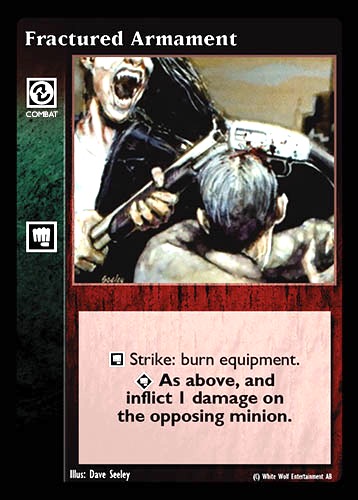 Fractured Armament
COMBAT
Seeley
Strike: burn equipment.
As above, and
inflict 1 damage on
the opposing minion.
Illus: Dave Seeley
(C) White Wolf Entertainment AB